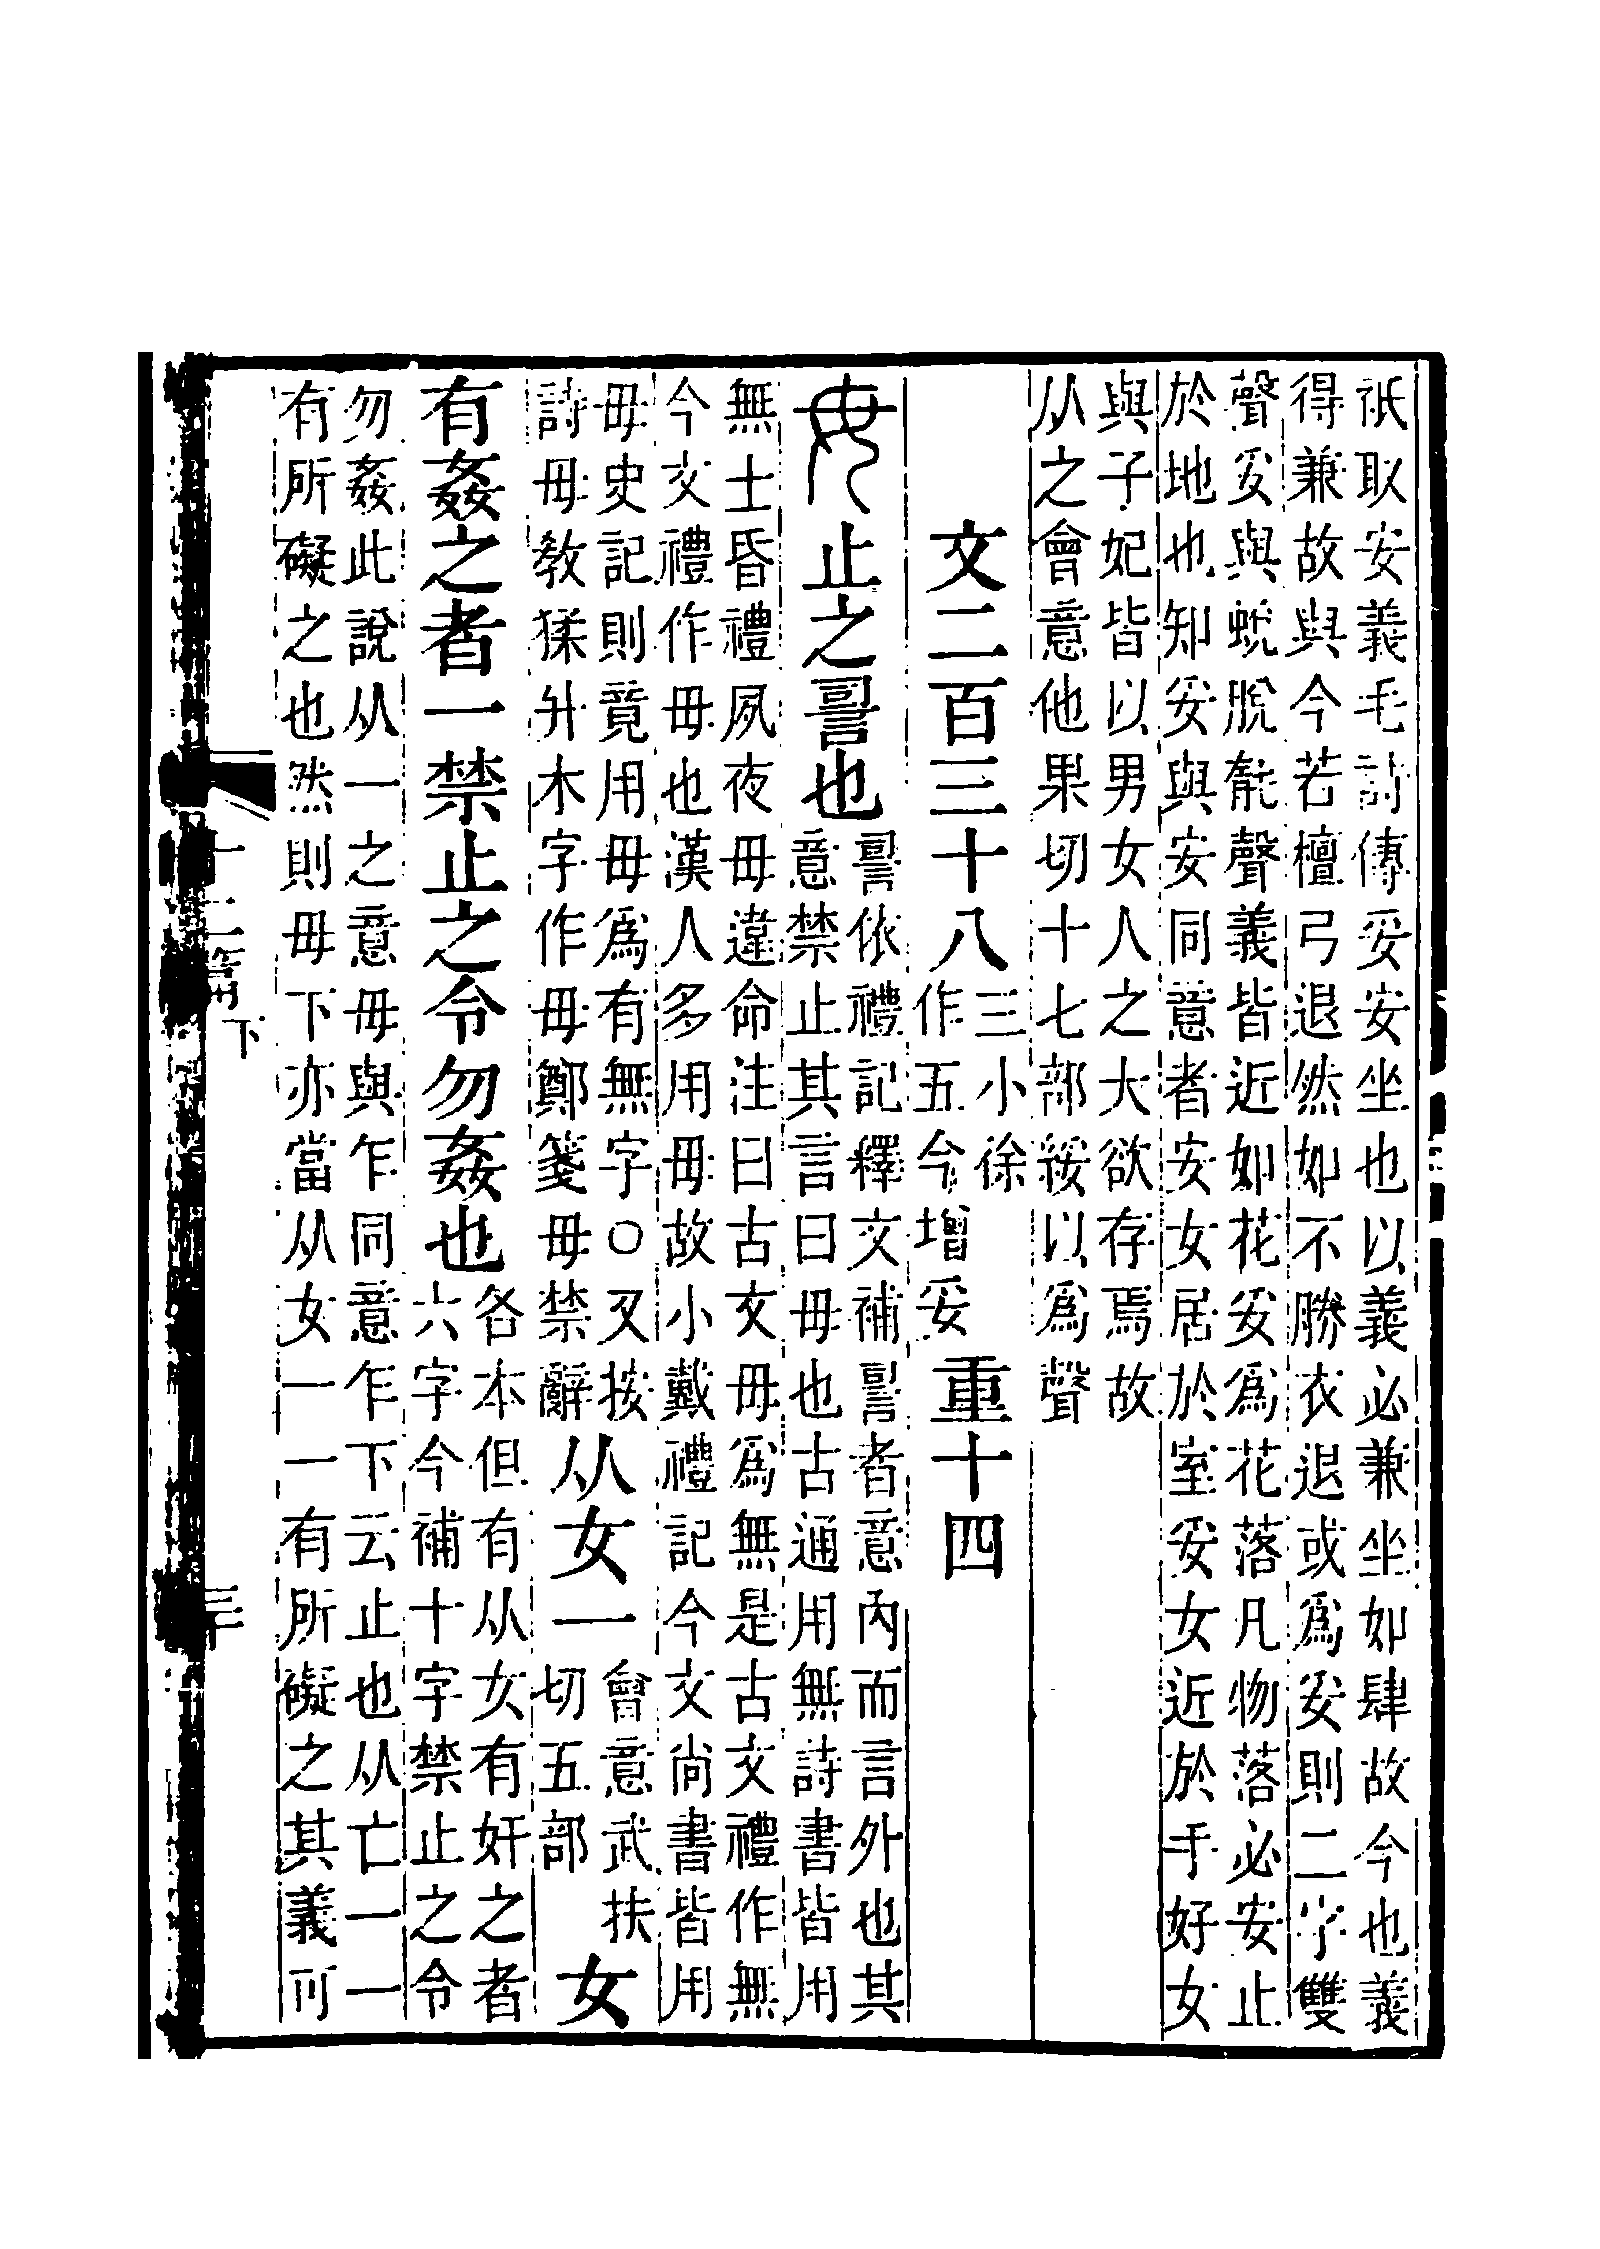 祇取安義毛詩傳妥安坐也以義必兼坐如肆故今也義
得兼故與今若檀弓退然如不勝衣退或爲妥則二字雙
聲妥與蛻脫毻聲義皆近如花妥爲花落凡物落必安止
於地也知妥與安同意者安女居於室妥女近於手好女
與子妃皆以男女人之大欲存焉故
从之會意他果切十七部綏以爲聲
文二百三十八三小徐作五今增妥重十四
毋止之䛐也䛐依禮記釋文補䛐者意內而言外也其
意禁止其言曰毋也古通用無詩書皆用
無士昏禮夙夜毋違命注曰古文毋爲無是古文禮作無
今文禮作毋也漢人多用毋故小戴禮記今文尙書皆用
毋史記則竟用毋爲有無字○又按
詩毋敎猱升木字作毋鄭箋毋禁辭从女一會意武扶切五部女
有姦之者一禁止之令勿姦也各本但有从女有奸之者
六字今補十字禁止之令
勿姦此說从一之意毋與乍同意乍下云止也从亡一一
有所礙之也然則毋下亦當从女一一有所礙之其義可
十二篇下
三十